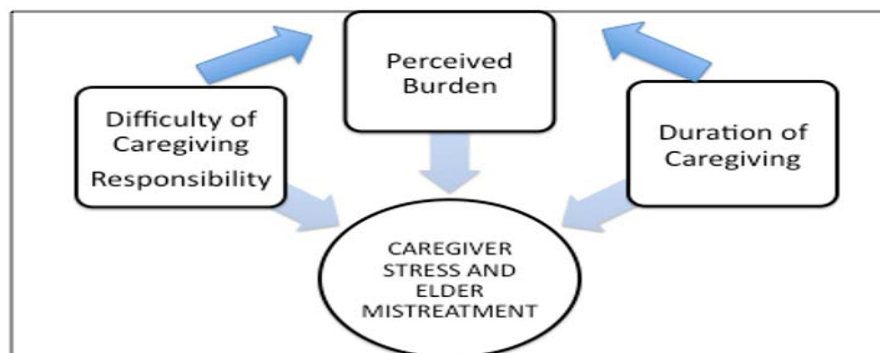 Perceived
Burden
Difficulty of
Caregiving
Responsibility
Duration of
Caregiving
CAREGIVER
STRESS AND
ELDER
MISTREATMENT